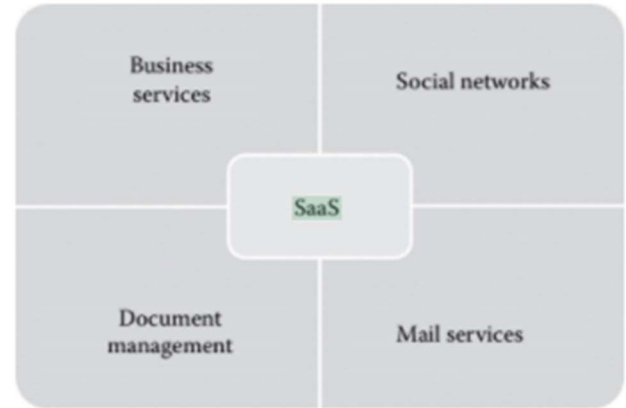 Business
services
Social networks
SaaS
Document
management
Mail services